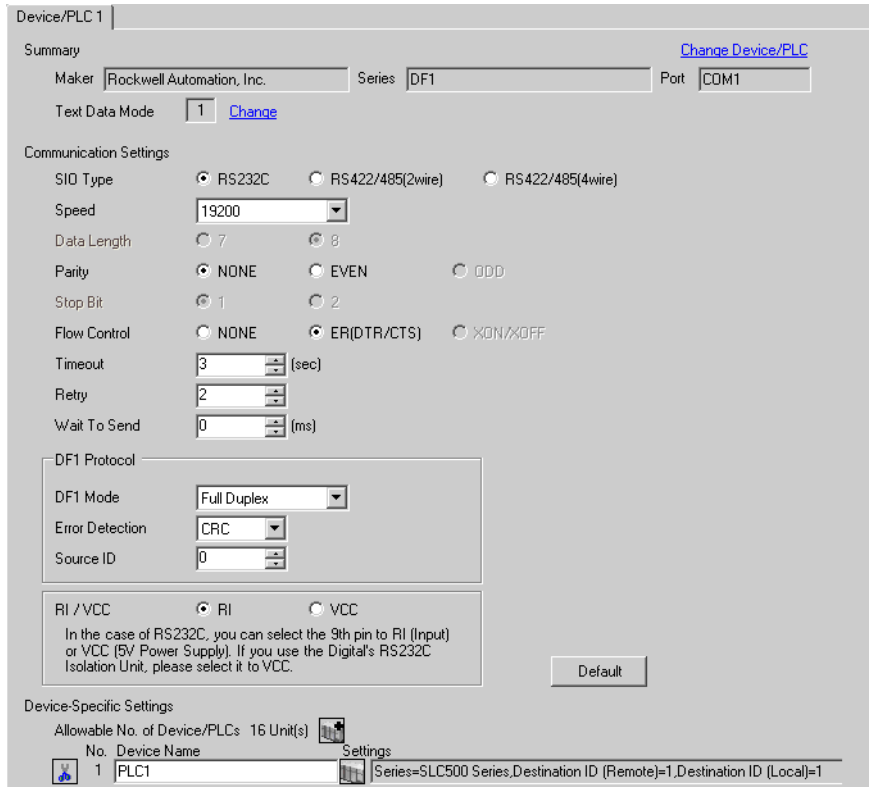 Device/PLC 1
Summary
Change Device/PLC
Maker Rockwell Automation, Inc. Series DF1 Port COM1
Text Data Mode 1 Change
Communication Settings
SIO Type RS232C RS422/485(2wire) RS422/485(4wire)
Speed 19200
Data Length 7 8
Parity NONE EVEN ODD
Stop Bit 1 2
Flow Control NONE ER(DTR/CTS) XON/XOFF
Timeout 3 (sec)
Retry 2
Wait To Send 0 (ms)
DF1 Protocol
DF1 Mode Full Duplex
Error Detection CRC
Source ID 0
RI / VCC RI VCC
In the case of RS232C, you can select the 9th pin to RI (Input)
or VCC (5V Power Supply). If you use the Digital's RS232C
Isolation Unit, please select it to VCC.
Default
Device-Specific Settings
Allowable No. of Device/PLCs 16 Unit(s)
No. Device Name Settings
1 PLC1 Series=SLC500 Series,Destination ID (Remote)=1,Destination ID (Local)=1